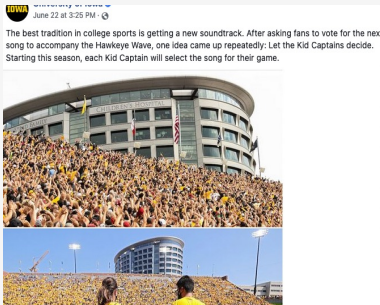 IOWA
University of Iowa
June 22 at 3:25 PM ·
The best tradition in college sports is getting a new soundtrack. After asking fans to vote for the nex
song to accompany the Hawkeye Wave, one idea came up repeatedly: Let the Kid Captains decide.
Starting this season, each Kid Captain will select the song for their game.
CHILDREN'S HOSPITAL